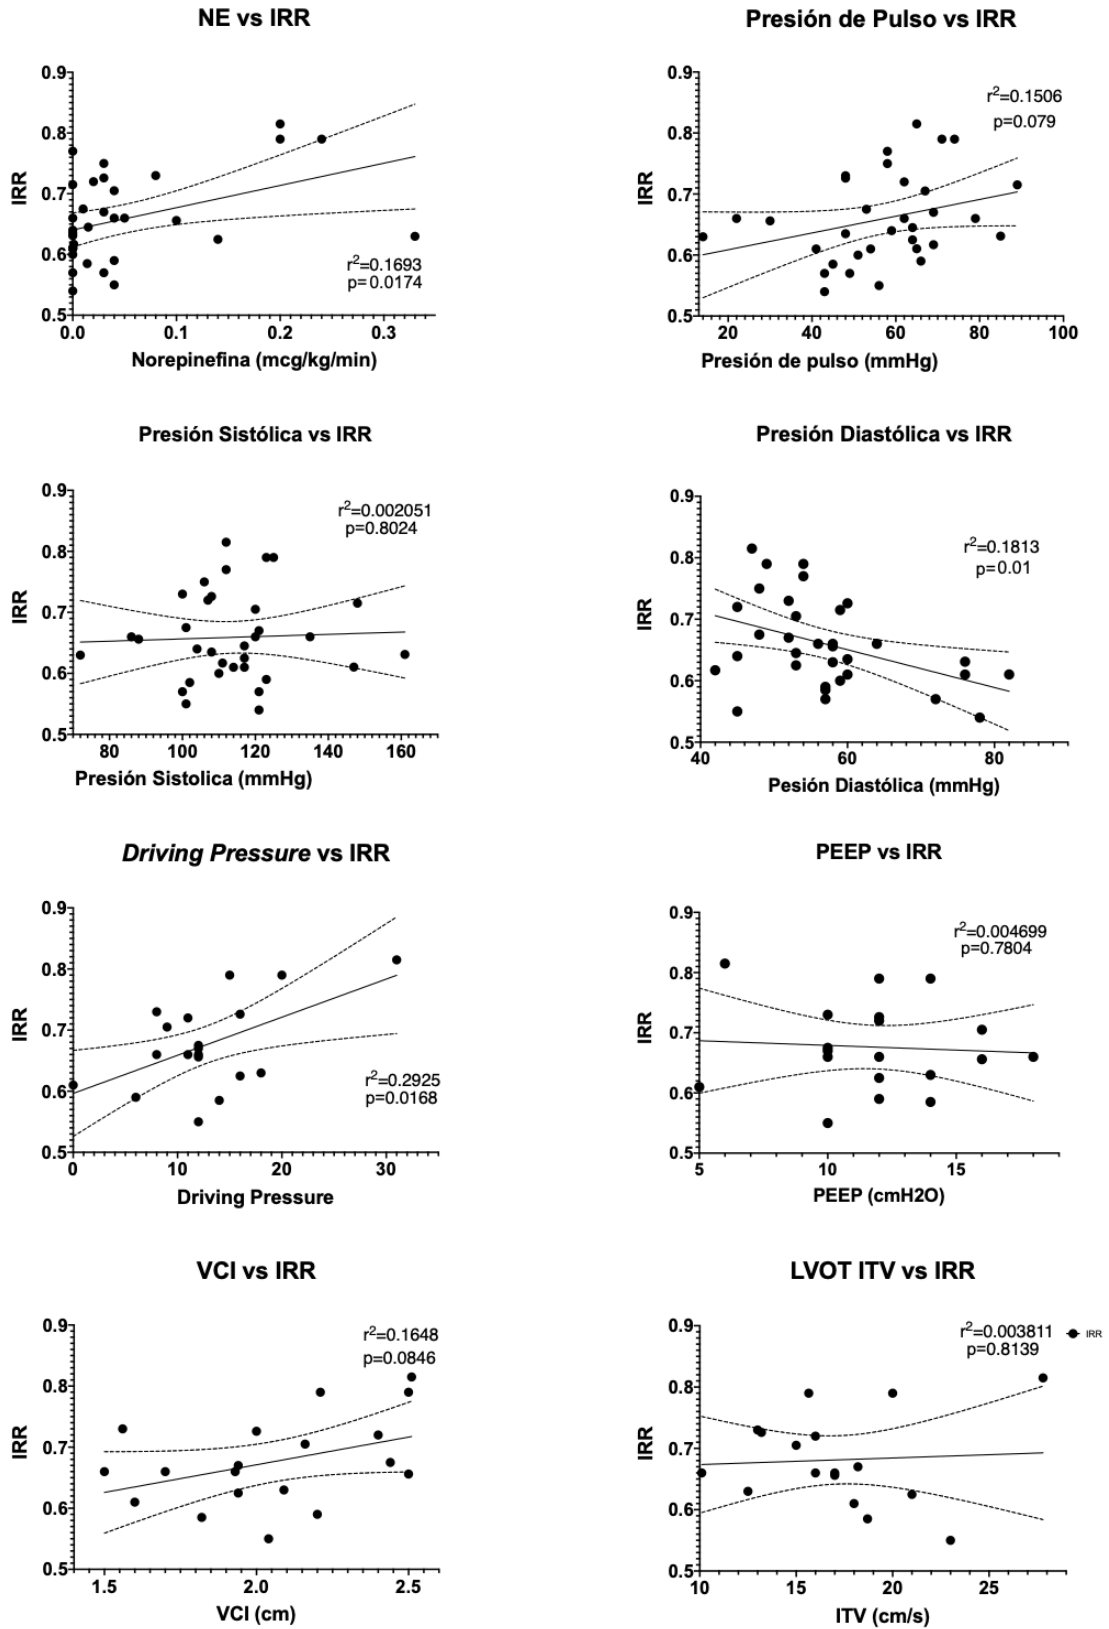 NE vs IRR
0.9
0.8
0.7
0.6
0.5
IRR
r²=0.1693
p=0.0174
0.0 0.1 0.2 0.3
Norepinefina (mcg/kg/min)
Presión de Pulso vs IRR
0.9
0.8
0.7
0.6
0.5
IRR
r²=0.1506
p=0.079
20 40 60 80 100
Presión de pulso (mmHg)
Presión Sistólica vs IRR
0.9
0.8
0.7
0.6
0.5
IRR
r²=0.002051
p=0.8024
80 100 120 140 160
Presión Sistolica (mmHg)
Presión Diastólica vs IRR
0.9
0.8
0.7
0.6
0.5
IRR
r²=0.1813
p=0.01
40 60 80
Pesión Diastólica (mmHg)
Driving Pressure vs IRR
0.9
0.8
0.7
0.6
0.5
IRR
r²=0.2925
p=0.0168
0 10 20 30
Driving Pressure
PEEP vs IRR
0.9
0.8
0.7
0.6
0.5
IRR
r²=0.004699
p=0.7804
5 10 15
PEEP (cmH2O)
VCI vs IRR
0.9
0.8
0.7
0.6
0.5
IRR
r²=0.1648
p=0.0846
1.5 2.0 2.5
VCI (cm)
LVOT ITV vs IRR
0.9
0.8
0.7
0.6
0.5
IRR
r²=0.003811
p=0.8139
IRR
10 15 20 25
ITV (cm/s)